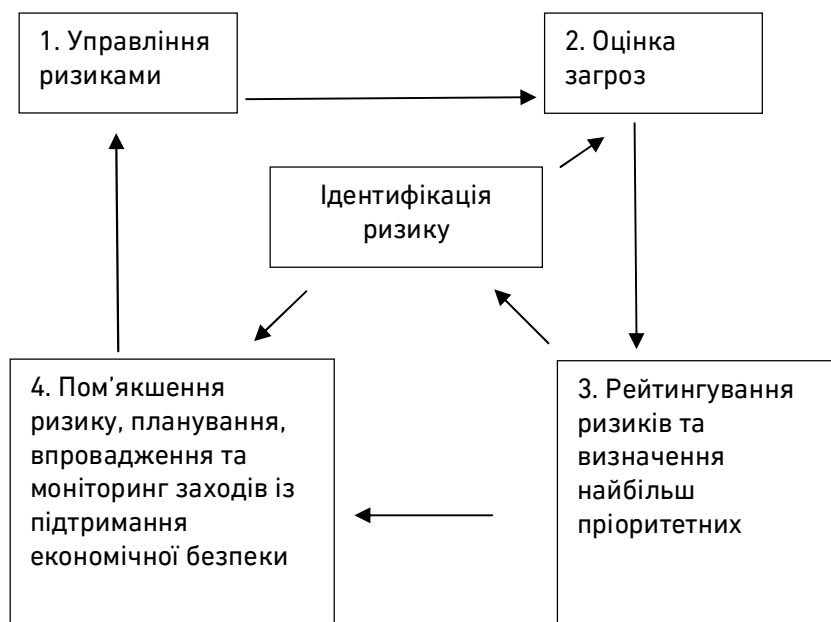 1. Управління
ризиками
2. Оцінка
загроз
Ідентифікація
ризику
4. Пом’якшення
ризику, планування,
впровадження та
моніторинг заходів із
підтримання
економічної безпеки
3. Рейтингування
ризиків та
визначення
найбільш
пріоритетних